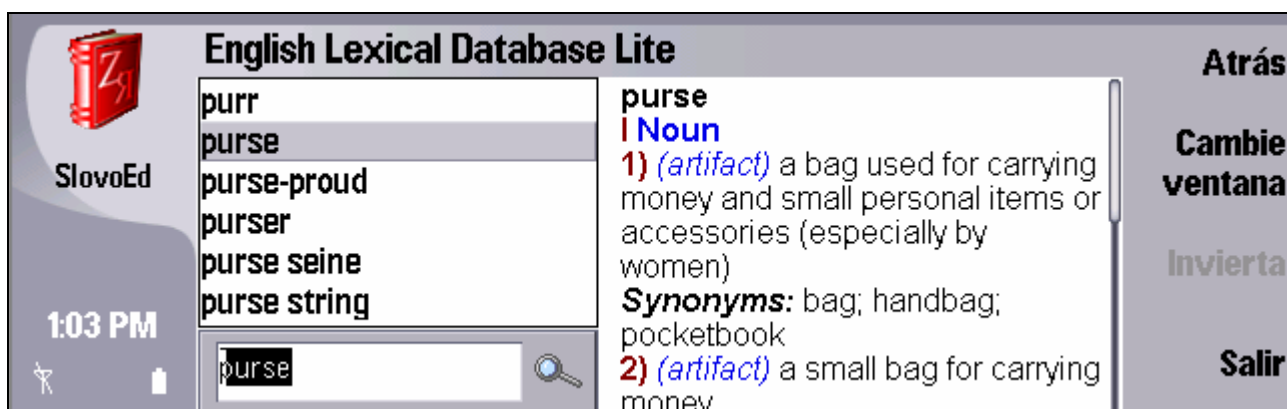 English Lexical Database Lite
SlovoEd
1:03 PM
purr
purse
purse-proud
purser
purse seine
purse string
purse
purse
I Noun
1) (artifact) a bag used for carrying
money and small personal items or
accessories (especially by
women)
Synonyms: bag; handbag;
pocketbook
2) (artifact) a small bag for carrying
money
Atrás
Cambie
ventana
Invierta
Salir